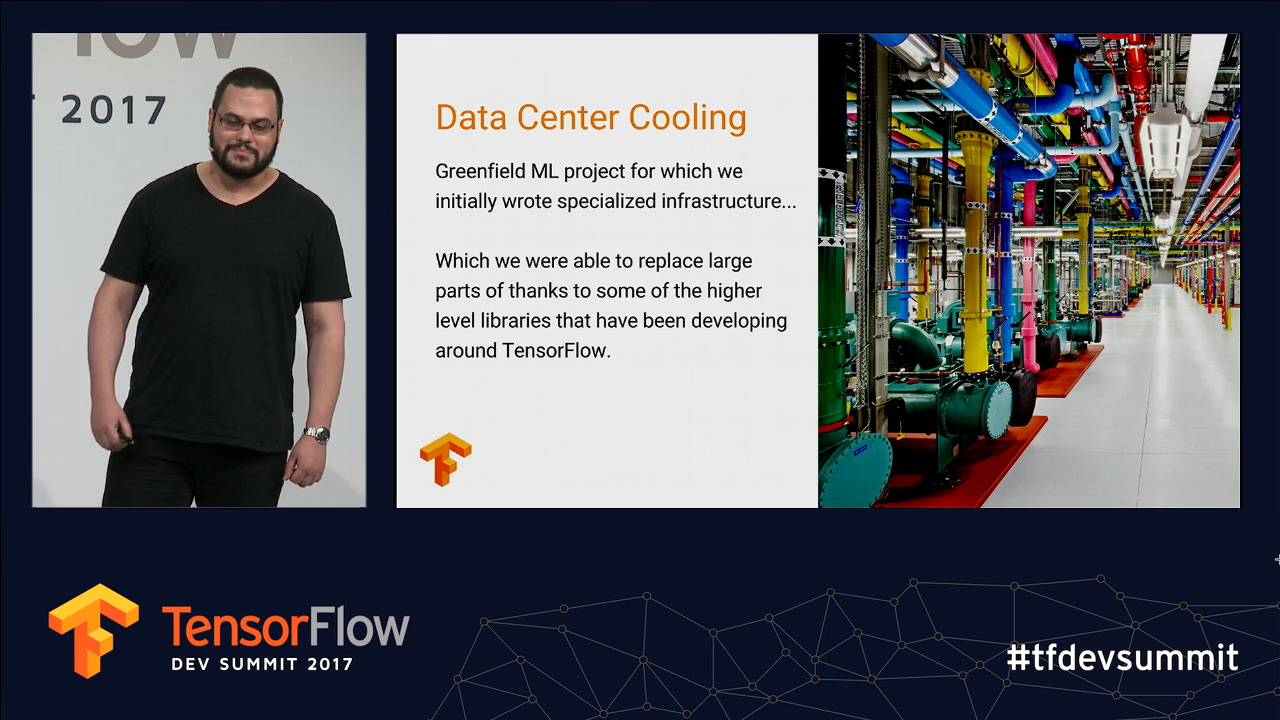 2017
Data Center Cooling
Greenfield ML project for which we
initially wrote specialized infrastructure...
Which we were able to replace large
parts of thanks to some of the higher
level libraries that have been developing
around TensorFlow.
TensorFlow
DEV SUMMIT 2017
#tfdevsummit